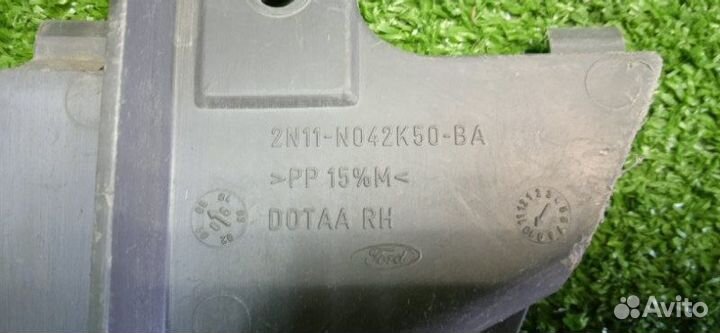 2N11-N042K50-BA
>PP 15%M<
DOTAA RH
Ford
Avito